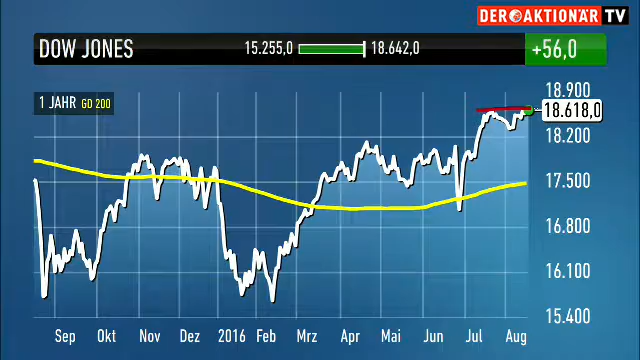 DER AKTIONÄR TV
DOW JONES 15.255,0 18.642,0 +56,0
1 JAHR GD 200
18.900
18.618,0
18.200
17.500
16.800
16.100
15.400
Sep Okt Nov Dez 2016 Feb Mrz Apr Mai Jun Jul Aug